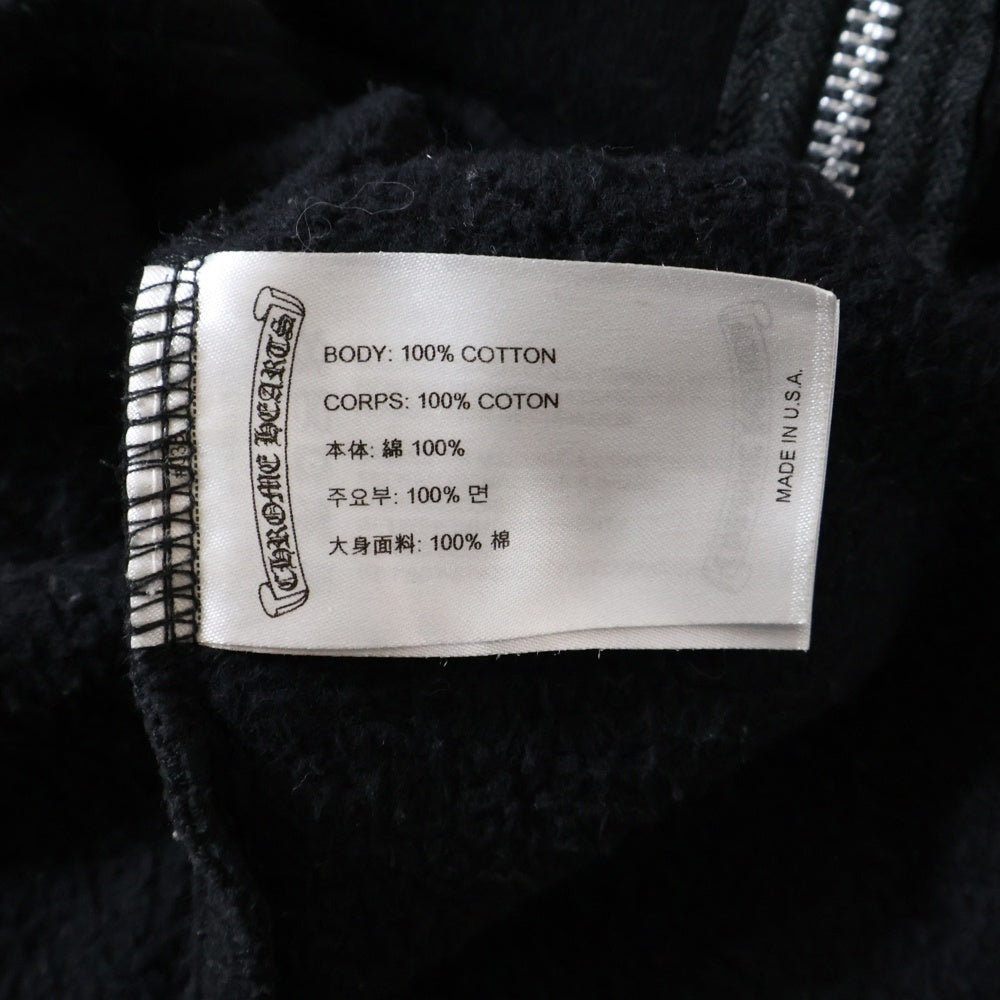 CHROME HEARTS
BODY: 100% COTTON
CORPS: 100% COTON
本体: 綿 100%
주요부: 100% 면
大身面料: 100% 棉
MADE IN U.S.A.